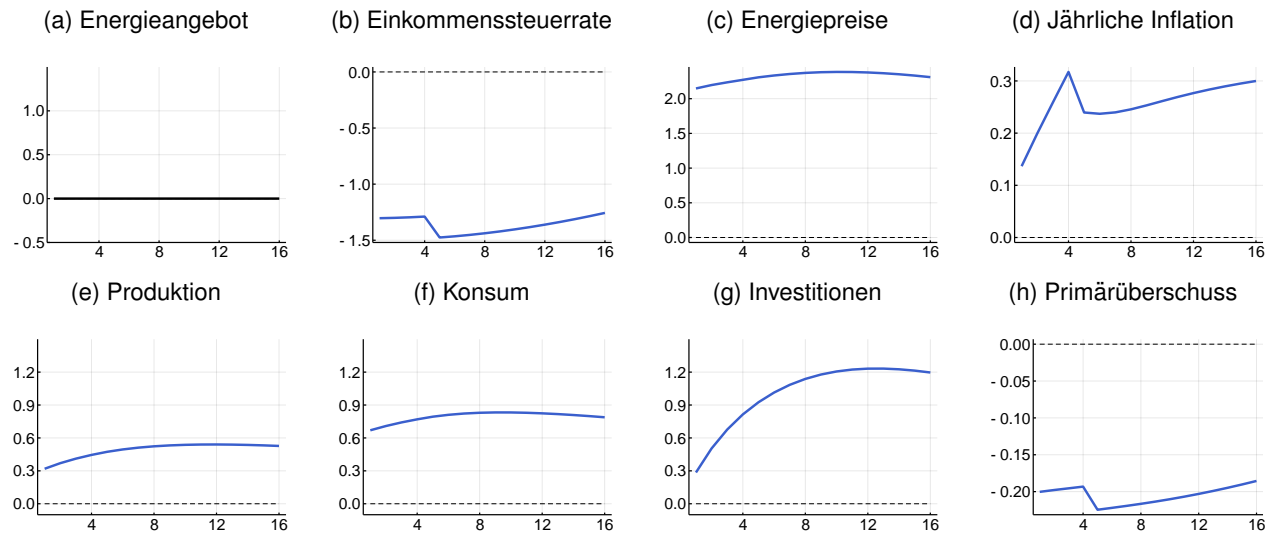 (a) Energieangebot
(b) Einkommenssteuerrate
(c) Energiepreise
(d) Jährliche Inflation
1.0
0.5
0.0
- 0.5
4 8 12 16
0.0
- 0.5
- 1.0
- 1.5
4 8 12 16
2.0
1.5
1.0
0.5
0.0
4 8 12 16
0.3
0.2
0.1
0.0
4 8 12 16
(e) Produktion
(f) Konsum
(g) Investitionen
(h) Primärüberschuss
1.2
0.9
0.6
0.3
0.0
4 8 12 16
1.2
0.9
0.6
0.3
0.0
4 8 12 16
1.2
0.9
0.6
0.3
0.0
4 8 12 16
0.00
- 0.05
- 0.10
- 0.15
- 0.20
4 8 12 16